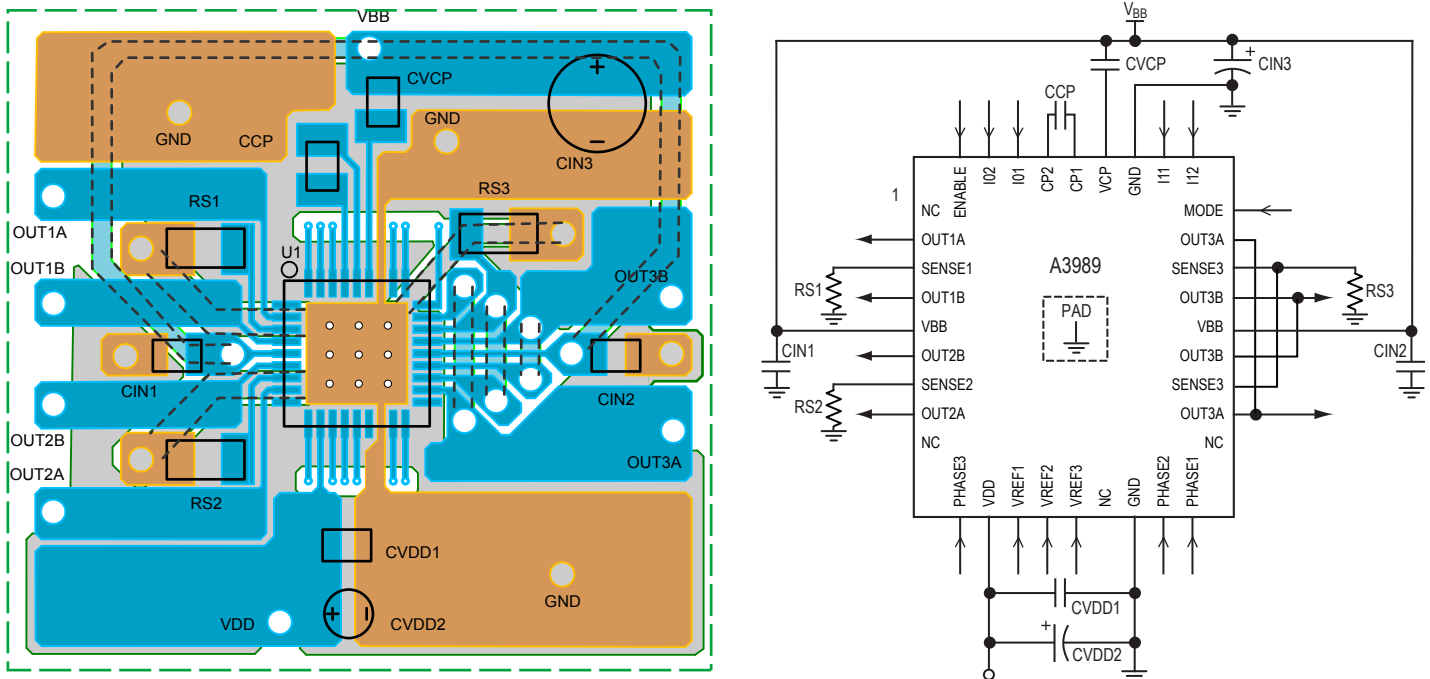 VBB
CVCP
GND
GND
CCP
CIN3
RS3
RS1
OUT1A
OUT1B
U1
OUT3B
CIN1
CIN2
OUT2B
OUT2A
OUT3A
RS2
CVDD1
GND
VDD
CVDD2
+
−
+
−
VBB
CVCP
+
CIN3
CCP
ENABLE
I02
I01
CP2
CP1
VCP
GND
I11
I12
1
NC
MODE
OUT1A
OUT3A
SENSE1
A3989
SENSE3
RS1
OUT1B
OUT3B
RS3
PAD
VBB
VBB
CIN1
CIN2
OUT2B
OUT3B
SENSE2
SENSE3
RS2
OUT2A
OUT3A
NC
NC
PHASE3
VDD
VREF1
VREF2
VREF3
NC
GND
PHASE2
PHASE1
CVDD1
+
CVDD2